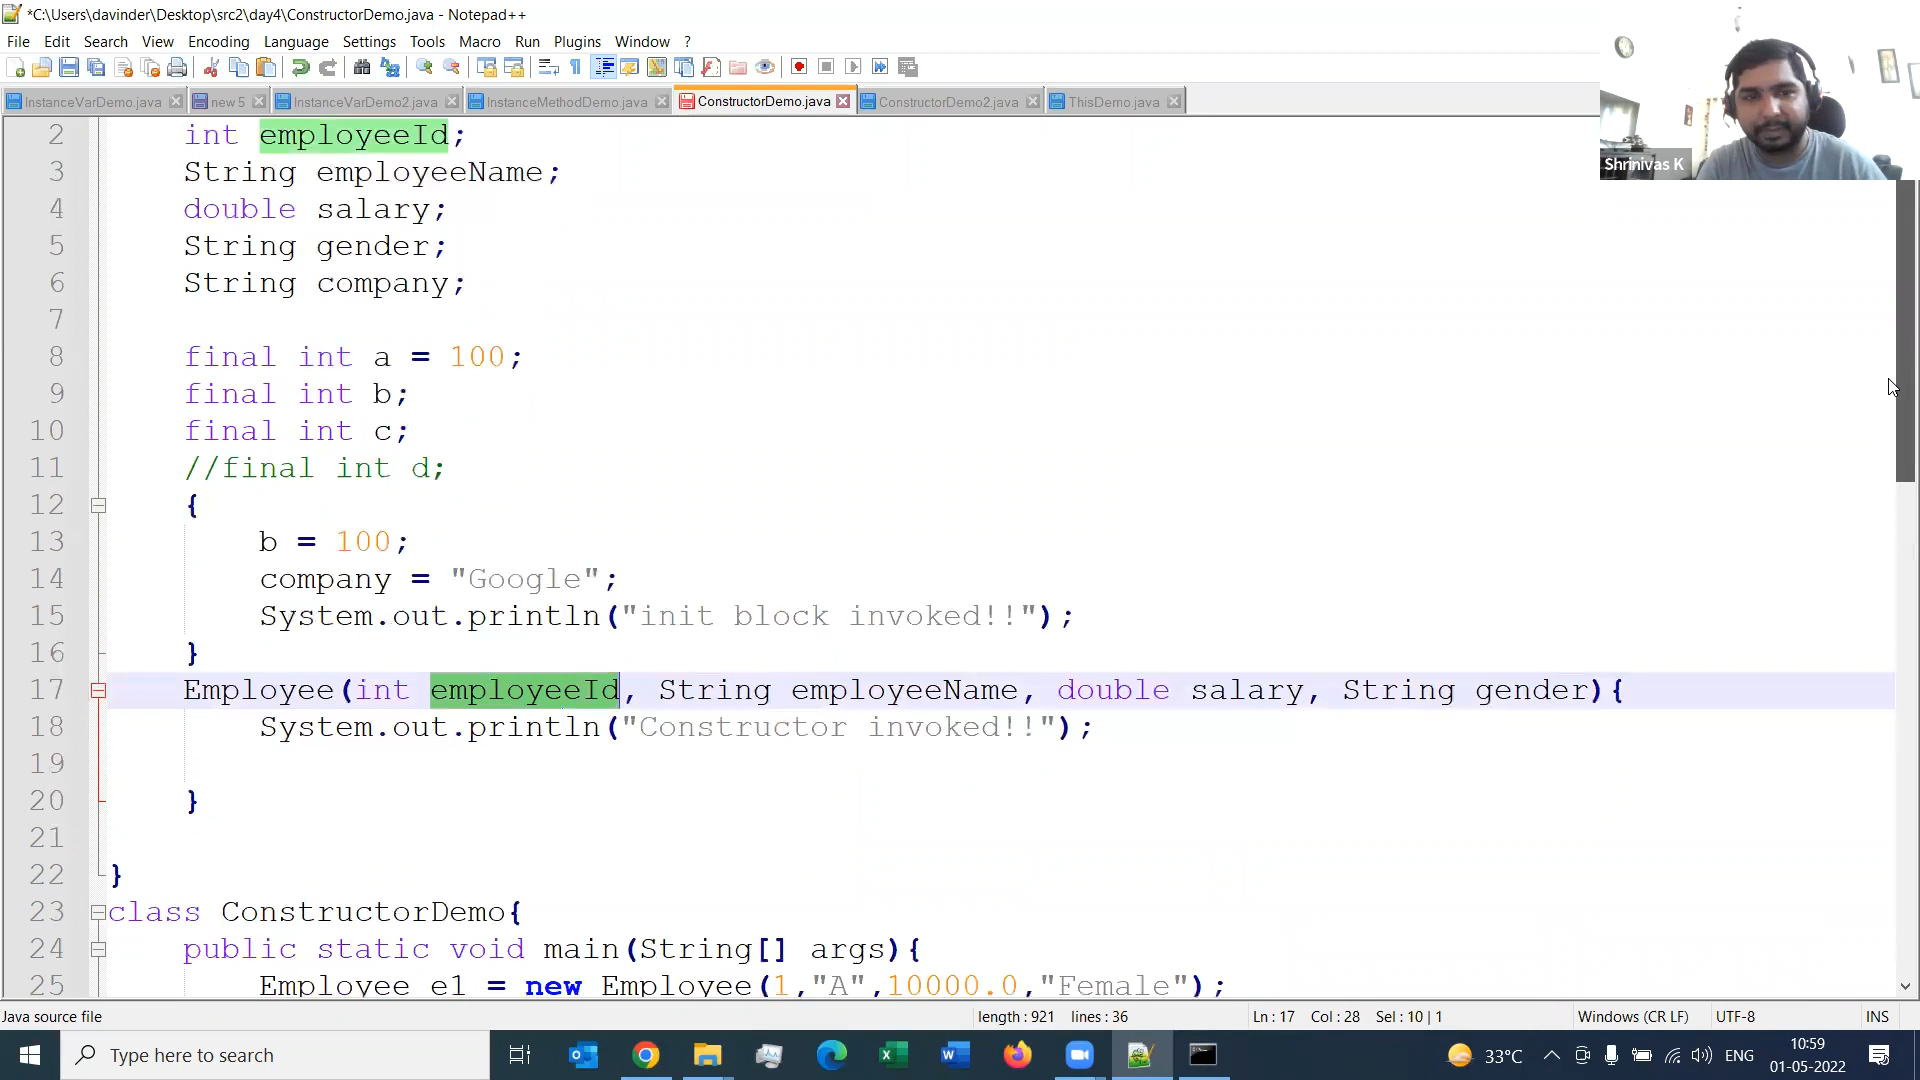 *C:\Users\davinder\Desktop\src2\day4\ConstructorDemo.java - Notepad++
File Edit Search View Encoding Language Settings Tools Macro Run Plugins Window ?
InstanceVarDemo.java new 5 InstanceVarDemo2.java InstanceMethodDemo.java ConstructorDemo.java ConstructorDemo2.java ThisDemo.java
Shrinivas K
2 int employeeId;
3 String employeeName;
4 double salary;
5 String gender;
6 String company;
7
8 final int a = 100;
9 final int b;
10 final int c;
11 //final int d;
12 {
13 b = 100;
14 company = "Google";
15 System.out.println("init block invoked!!");
16 }
17 Employee(int employeeId, String employeeName, double salary, String gender){
18 System.out.println("Constructor invoked!!");
19
20 }
21
22 }
23 class ConstructorDemo{
24 public static void main(String[] args){
25 Employee e1 = new Employee(1,"A",10000.0,"Female");
Java source file length : 921 lines : 36 Ln : 17 Col : 28 Sel : 10 | 1 Windows (CR LF) UTF-8 INS
Type here to search 33°C ENG 10:59
01-05-2022